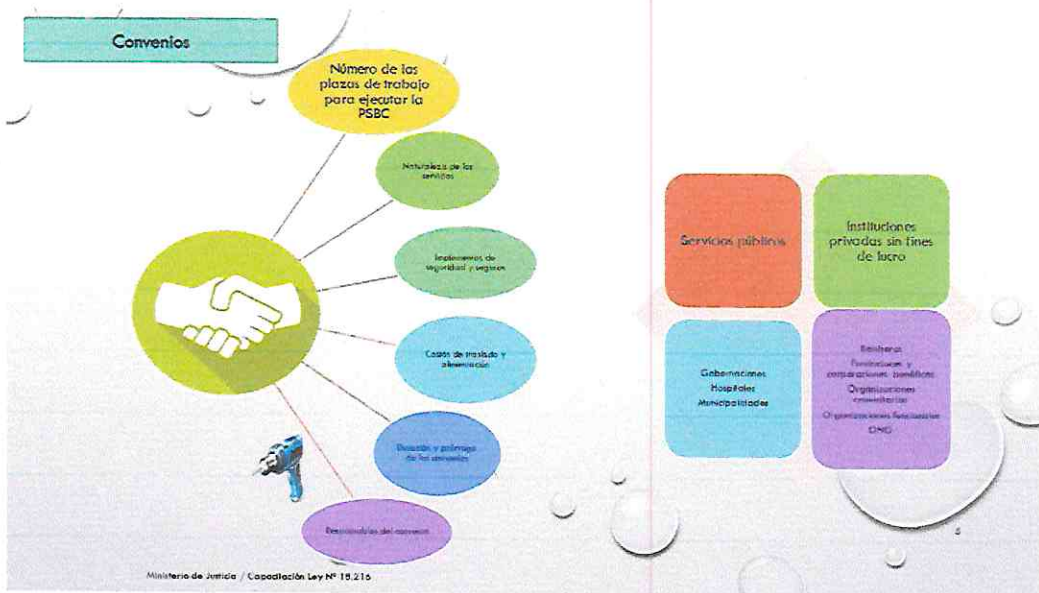 Convenios
Número de las
plazas de trabajo
para ejecutar la
PSBC
Naturaleza de los
servicios
Implementos de
seguridad y seguros
Costos de traslado y
alimentación
Duración y prórroga
de los convenios
Responsables del convenio
Servicios públicos
Instituciones
privadas sin fines
de lucro
Gobernaciones
Hospitales
Municipalidades
Bomberos
Fundaciones y
corporaciones
Organizaciones
comunitarias
Organizaciones funcionales
ONG
Ministerio de Justicia / Capacitación Ley N° 18.216